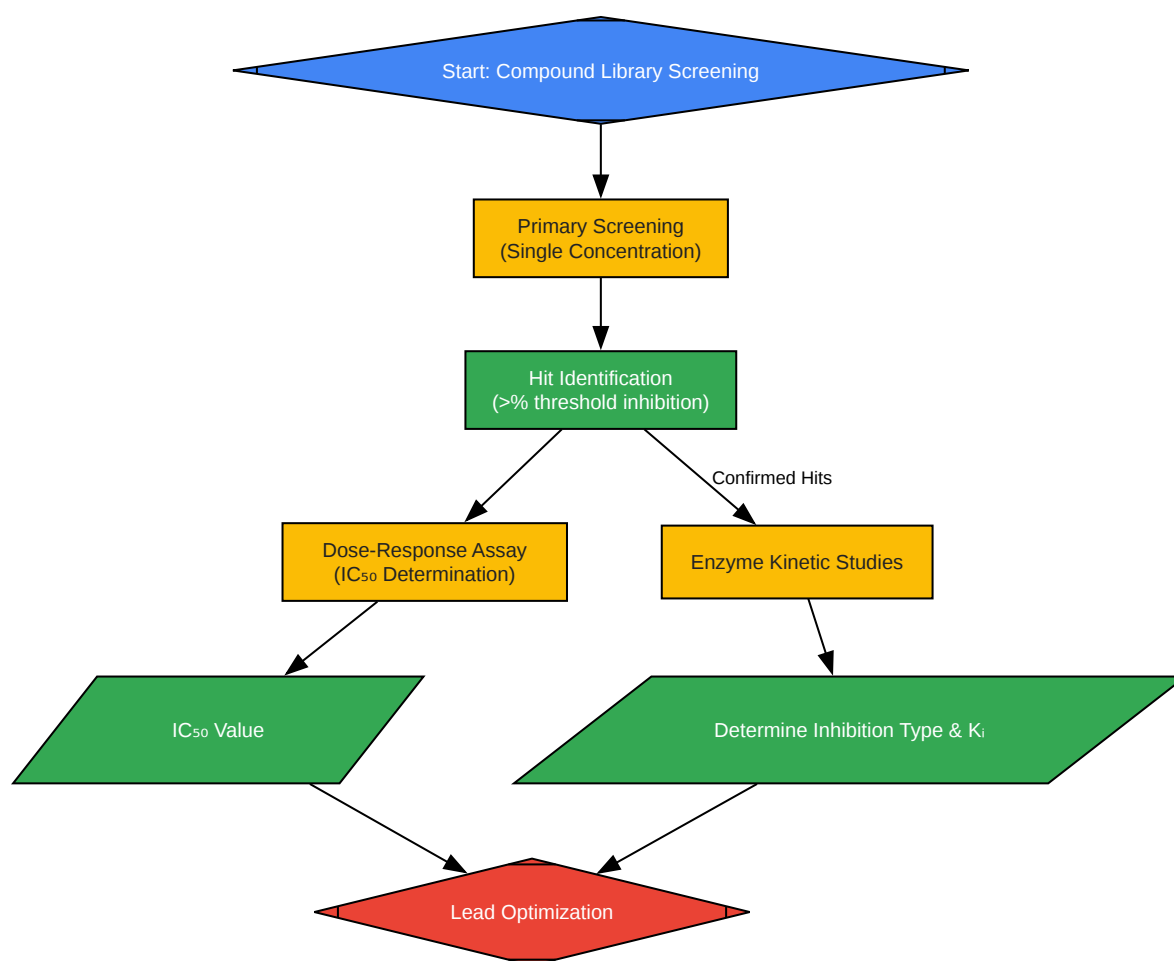 Start: Compound Library Screening
Primary Screening
(Single Concentration)
Hit Identification
(>% threshold inhibition)
Confirmed Hits
Dose-Response Assay
(IC₅₀ Determination)
Enzyme Kinetic Studies
IC₅₀ Value
Determine Inhibition Type & Kᵢ
Lead Optimization